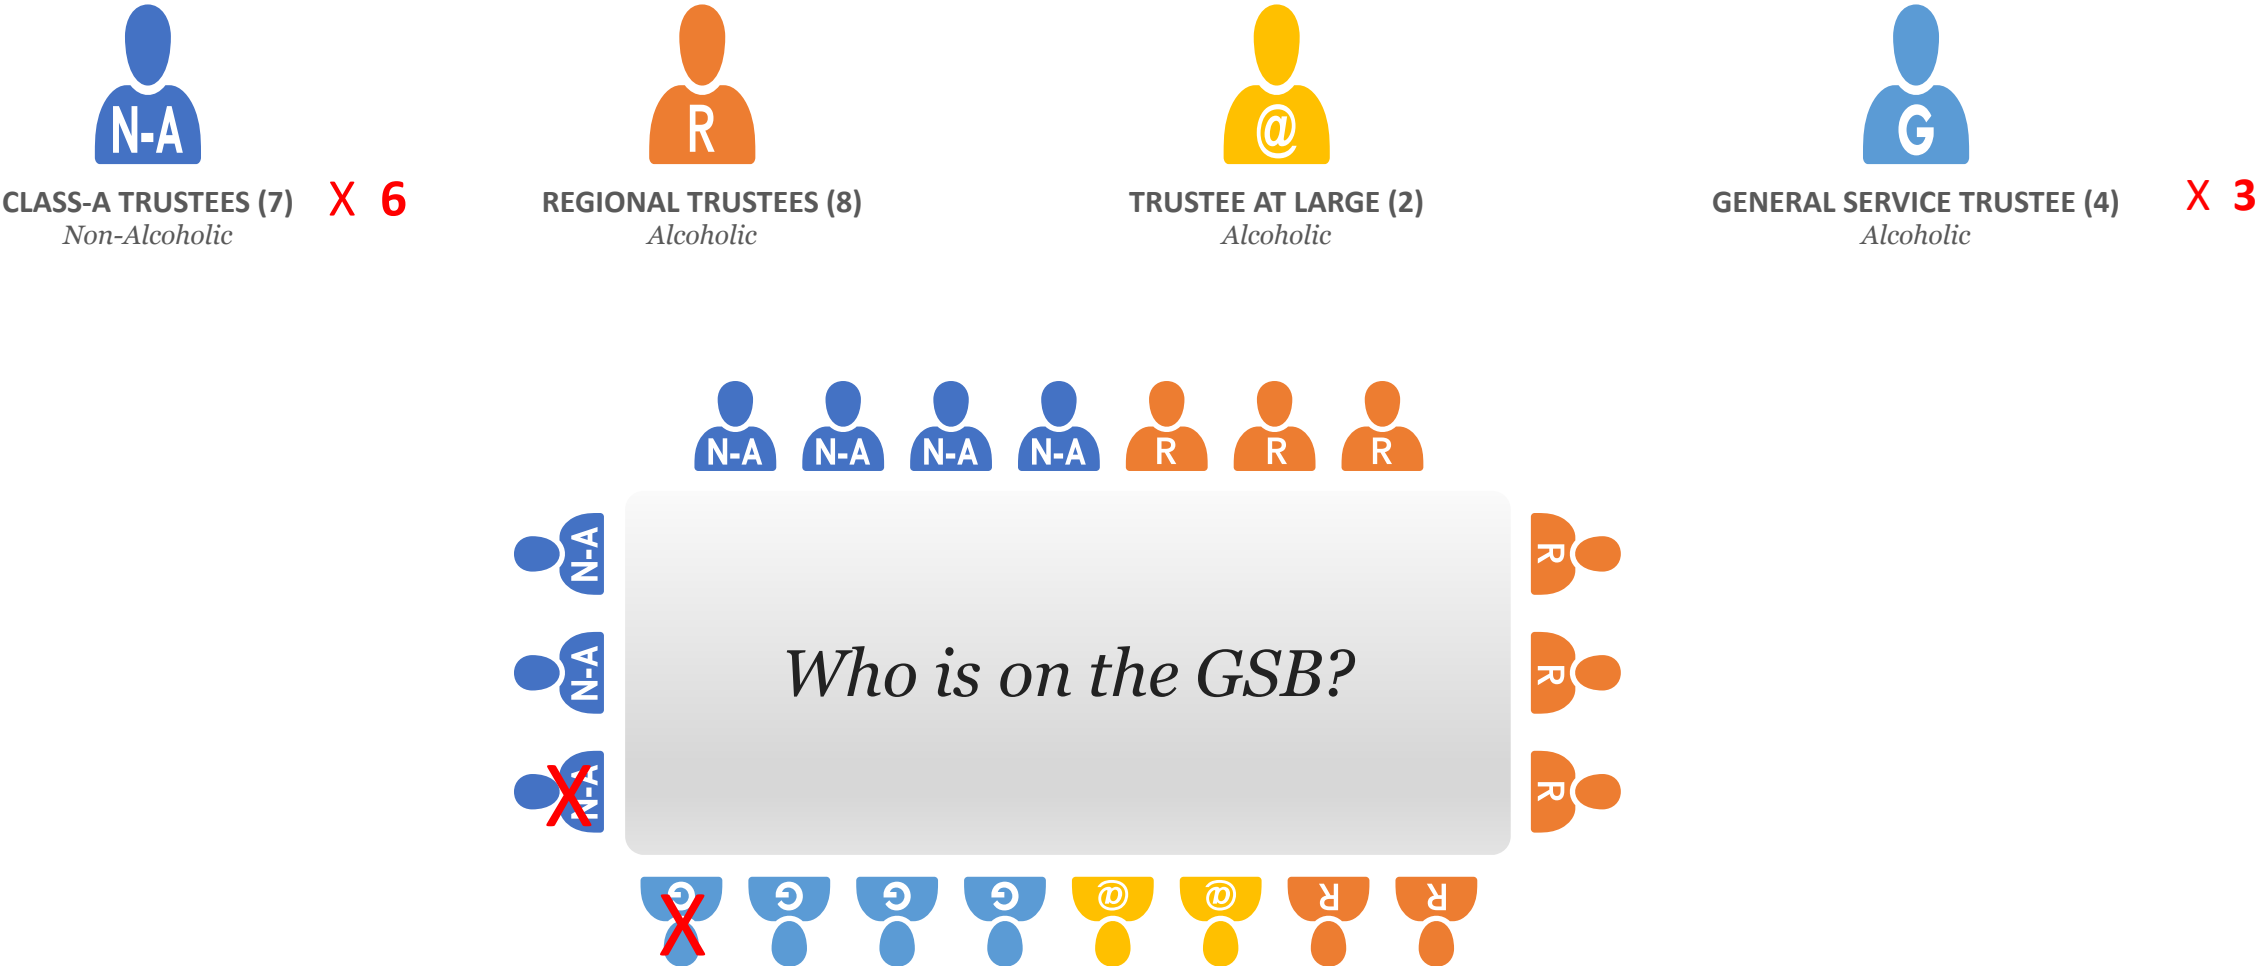 N-A
R
@
G
CLASS-A TRUSTEES (7) X 6
Non-Alcoholic
REGIONAL TRUSTEES (8)
Alcoholic
TRUSTEE AT LARGE (2)
Alcoholic
GENERAL SERVICE TRUSTEE (4) X 3
Alcoholic
N-A N-A N-A N-A R R R
N-A
N-A
N-A
X
Who is on the GSB?
R
R
R
G G G G @ @ R R
X